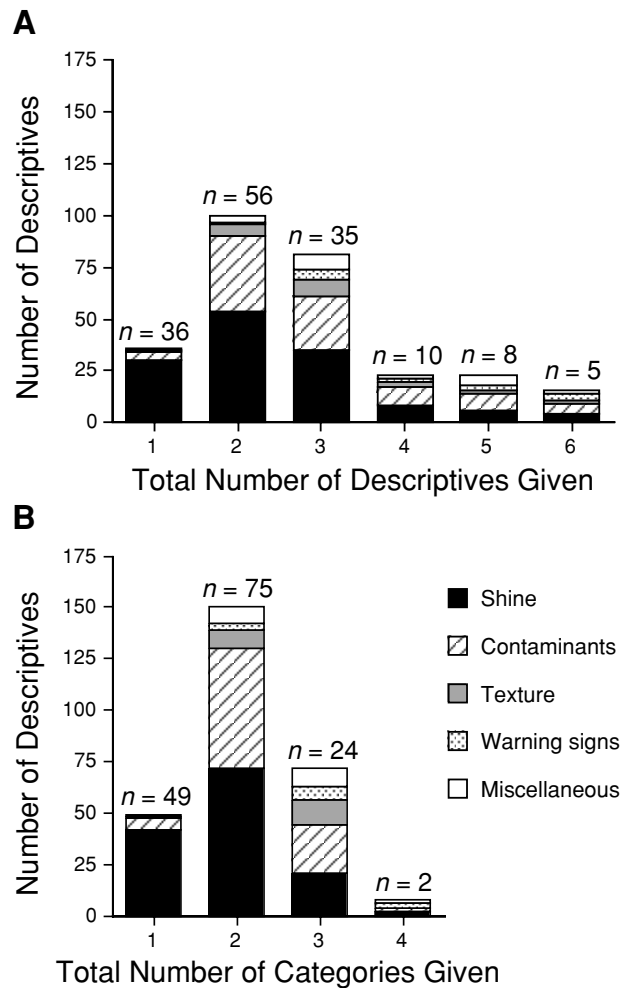 A
175
150
125
100
75
50
25
0
Number of Descriptives
n = 36
n = 56
n = 35
n = 10
n = 8
n = 5
1 2 3 4 5 6
Total Number of Descriptives Given
B
175
150
125
100
75
50
25
0
Number of Descriptives
n = 49
n = 75
n = 24
n = 2
Shine
Contaminants
Texture
Warning signs
Miscellaneous
1 2 3 4
Total Number of Categories Given